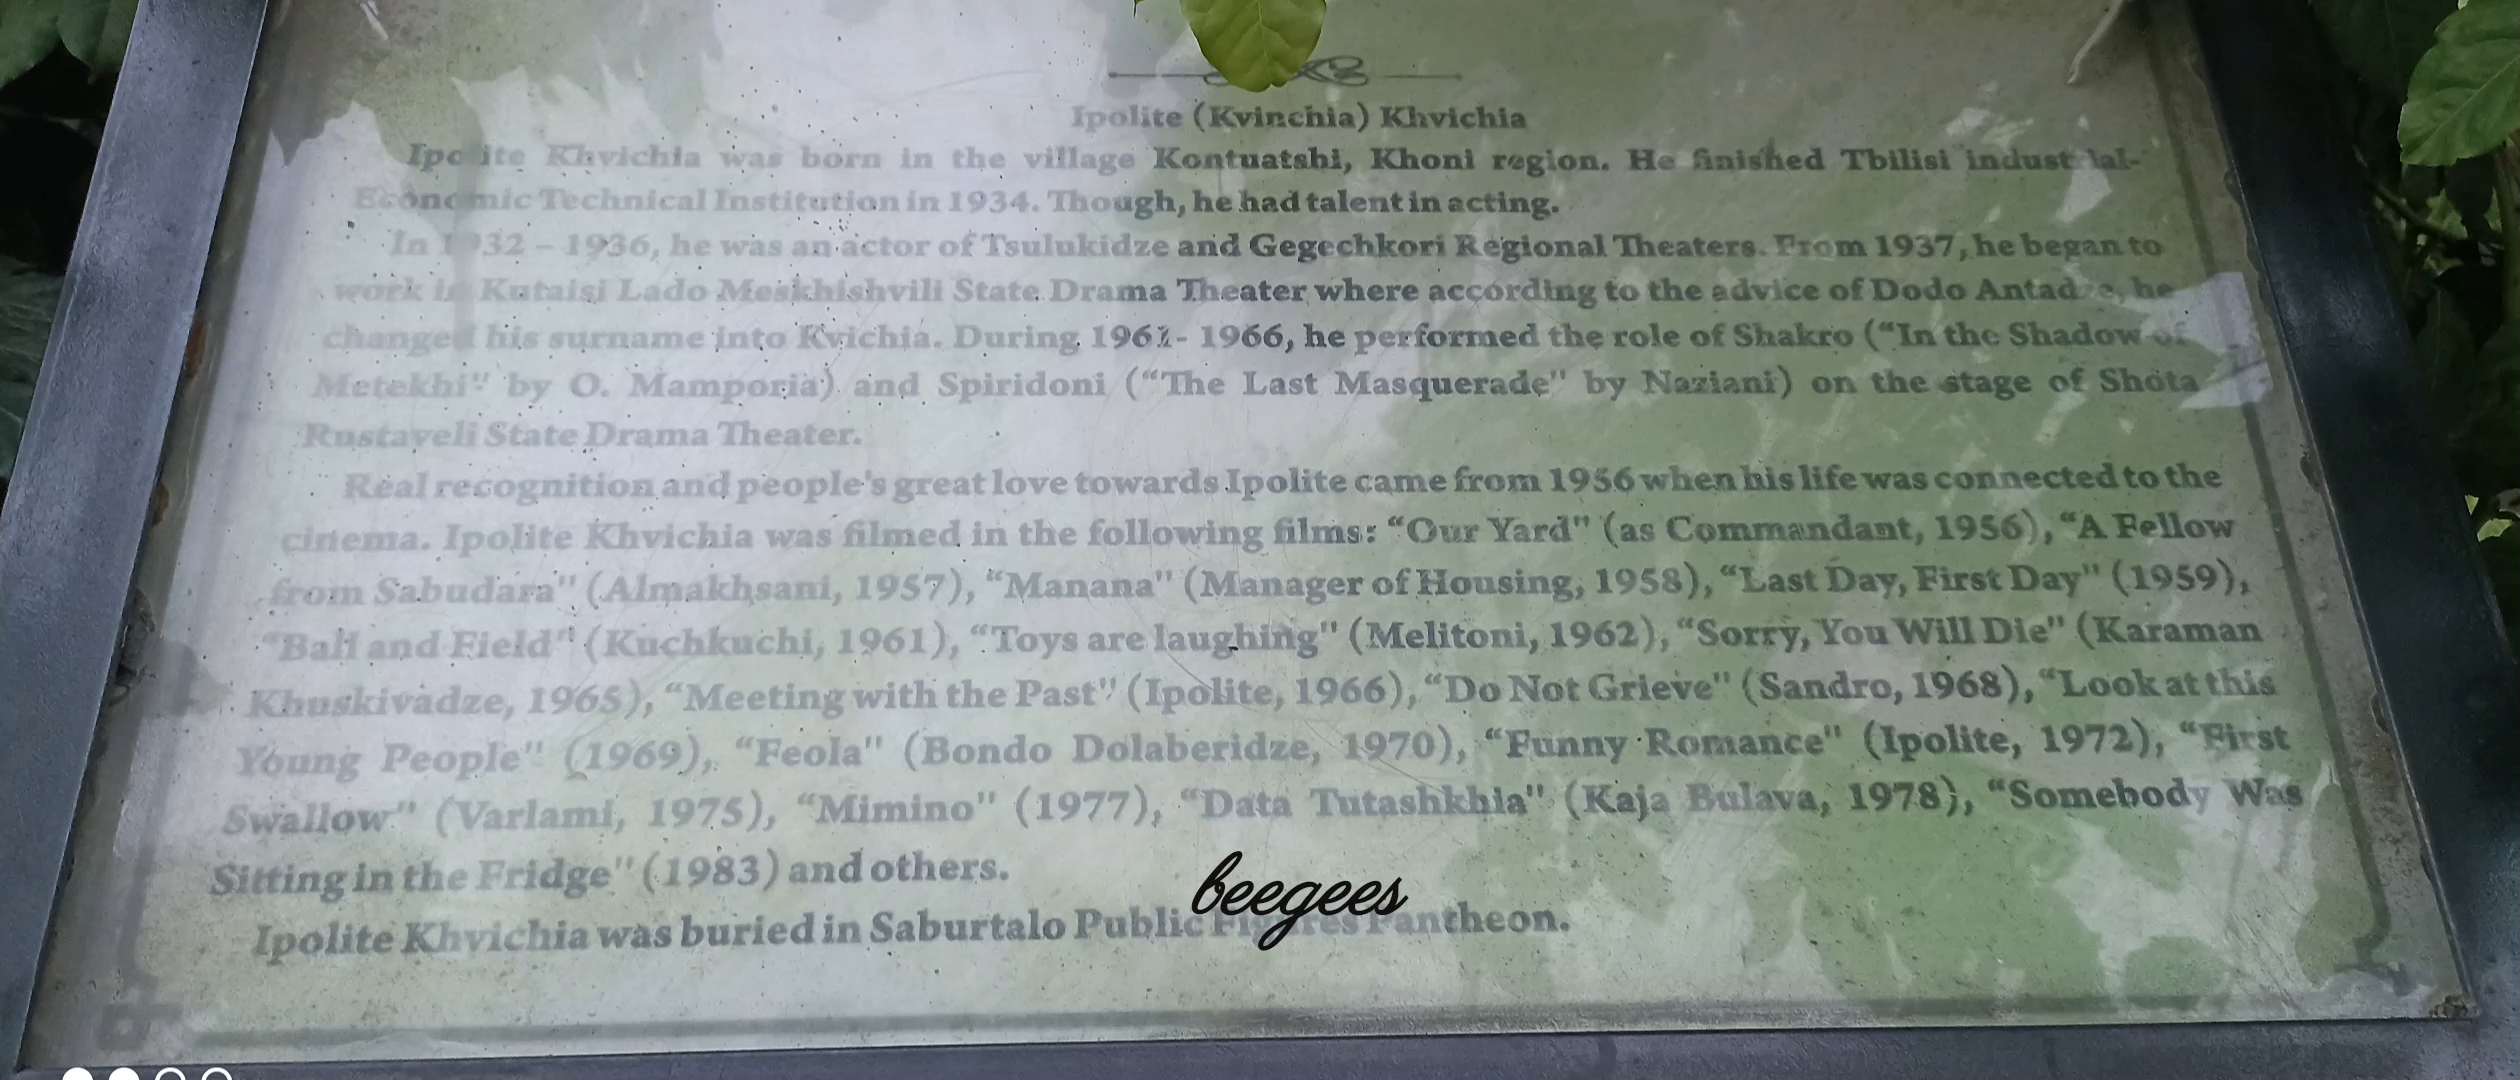 Ipolite (Kvinchia) Khvichia
Ipolite Khvichia was born in the village Kontuatshi, Khoni region. He finished Tbilisi industrial-
Economic Technical Institution in 1934. Though, he had talent in acting.
In 1932 – 1936, he was an actor of Tsulukidze and Gegechkori Regional Theaters. From 1937, he began to
work in Kutaisi Lado Meskhishvili State Drama Theater where according to the advice of Dodo Antadze, he
changed his surname into Kvichia. During 1961- 1966, he performed the role of Shakro (“In the Shadow of
Metekhi" by O. Mamporia) and Spiridoni (“The Last Masquerade" by Naziani) on the stage of Shota
Rustaveli State Drama Theater.
Real recognition and people's great love towards Ipolite came from 1956 when his life was connected to the
cinema. Ipolite Khvichia was filmed in the following films: “Our Yard" (as Commandant, 1956), “A Fellow
from Sabudara" (Almakhsani, 1957), “Manana" (Manager of Housing, 1958), “Last Day, First Day" (1959),
“Ball and Field" (Kuchkuchi, 1961), “Toys are laughing" (Melitoni, 1962), “Sorry, You Will Die" (Karaman
Khuskivadze, 1965), “Meeting with the Past" (Ipolite, 1966), “Do Not Grieve" (Sandro, 1968), “Look at this
Young People" (1969), “Feola" (Bondo Dolaberidze, 1970), “Funny Romance" (Ipolite, 1972), “First
Swallow" (Varlami, 1975), “Mimino" (1977), “Data Tutashkhia" (Kaja Bulava, 1978), “Somebody Was
Sitting in the Fridge" (1983) and others.
beegees
Ipolite Khvichia was buried in Saburtalo Public Figures Pantheon.